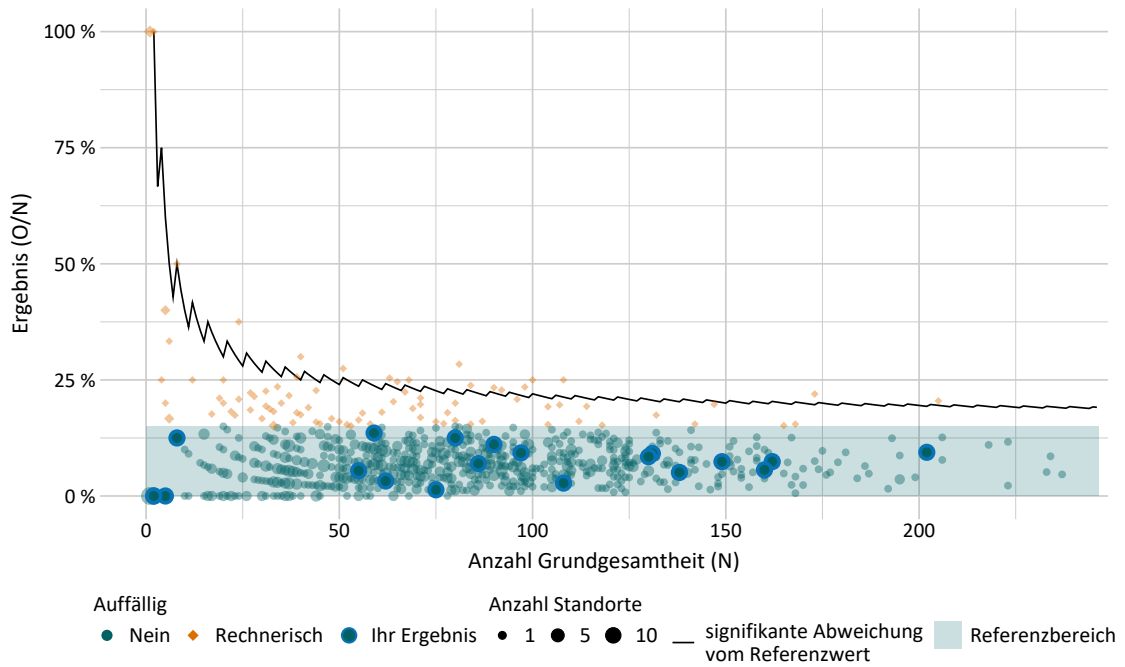 100 %
75 %
50 %
25 %
0 %
Ergebnis (O/N)
0
50
100
150
200
Anzahl Grundgesamtheit (N)
Auffällig
Nein
Rechnerisch
Ihr Ergebnis
Anzahl Standorte
1
5
10
signifikante Abweichung
vom Referenzwert
Referenzbereich